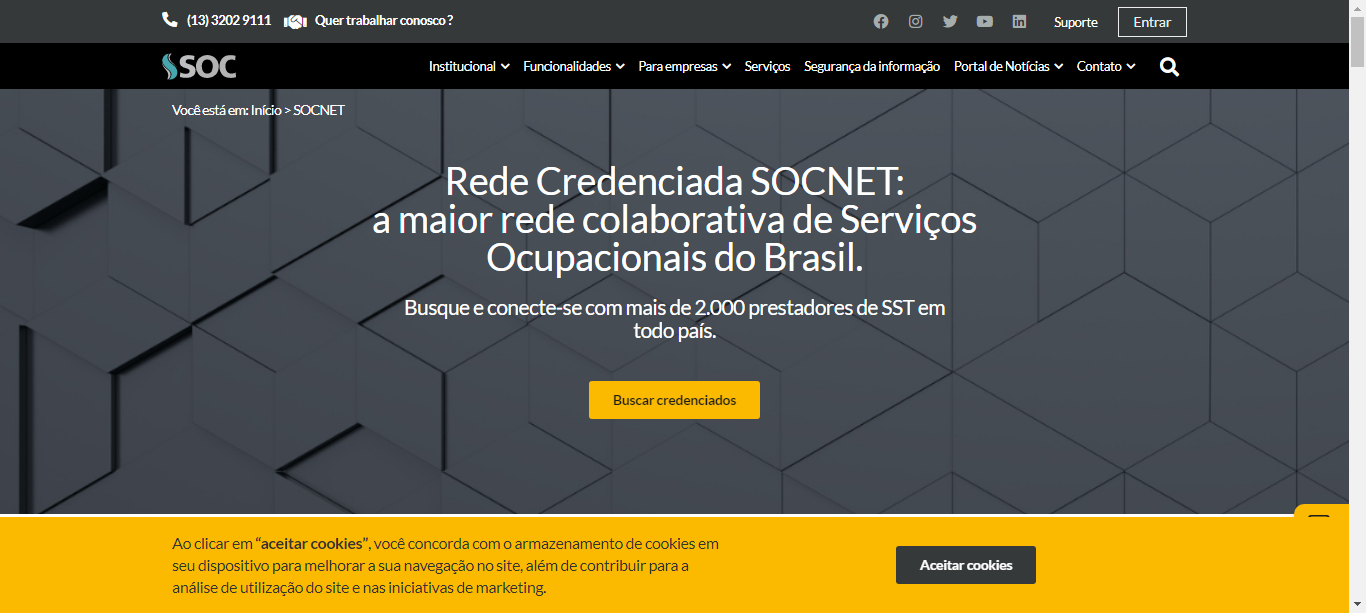 (13) 3202 9111 Quer trabalhar conosco ? Suporte Entrar
SOC Institucional Funcionalidades Para empresas Serviços Segurança da informação Portal de Notícias Contato
Você está em: Início > SOCNET
Rede Credenciada SOCNET:
a maior rede colaborativa de Serviços
Ocupacionais do Brasil.
Busque e conecte-se com mais de 2.000 prestadores de SST em
todo país.
Buscar credenciados
Ao clicar em “aceitar cookies”, você concorda com o armazenamento de cookies em
seu dispositivo para melhorar a sua navegação no site, além de contribuir para a
análise de utilização do site e nas iniciativas de marketing.
Aceitar cookies